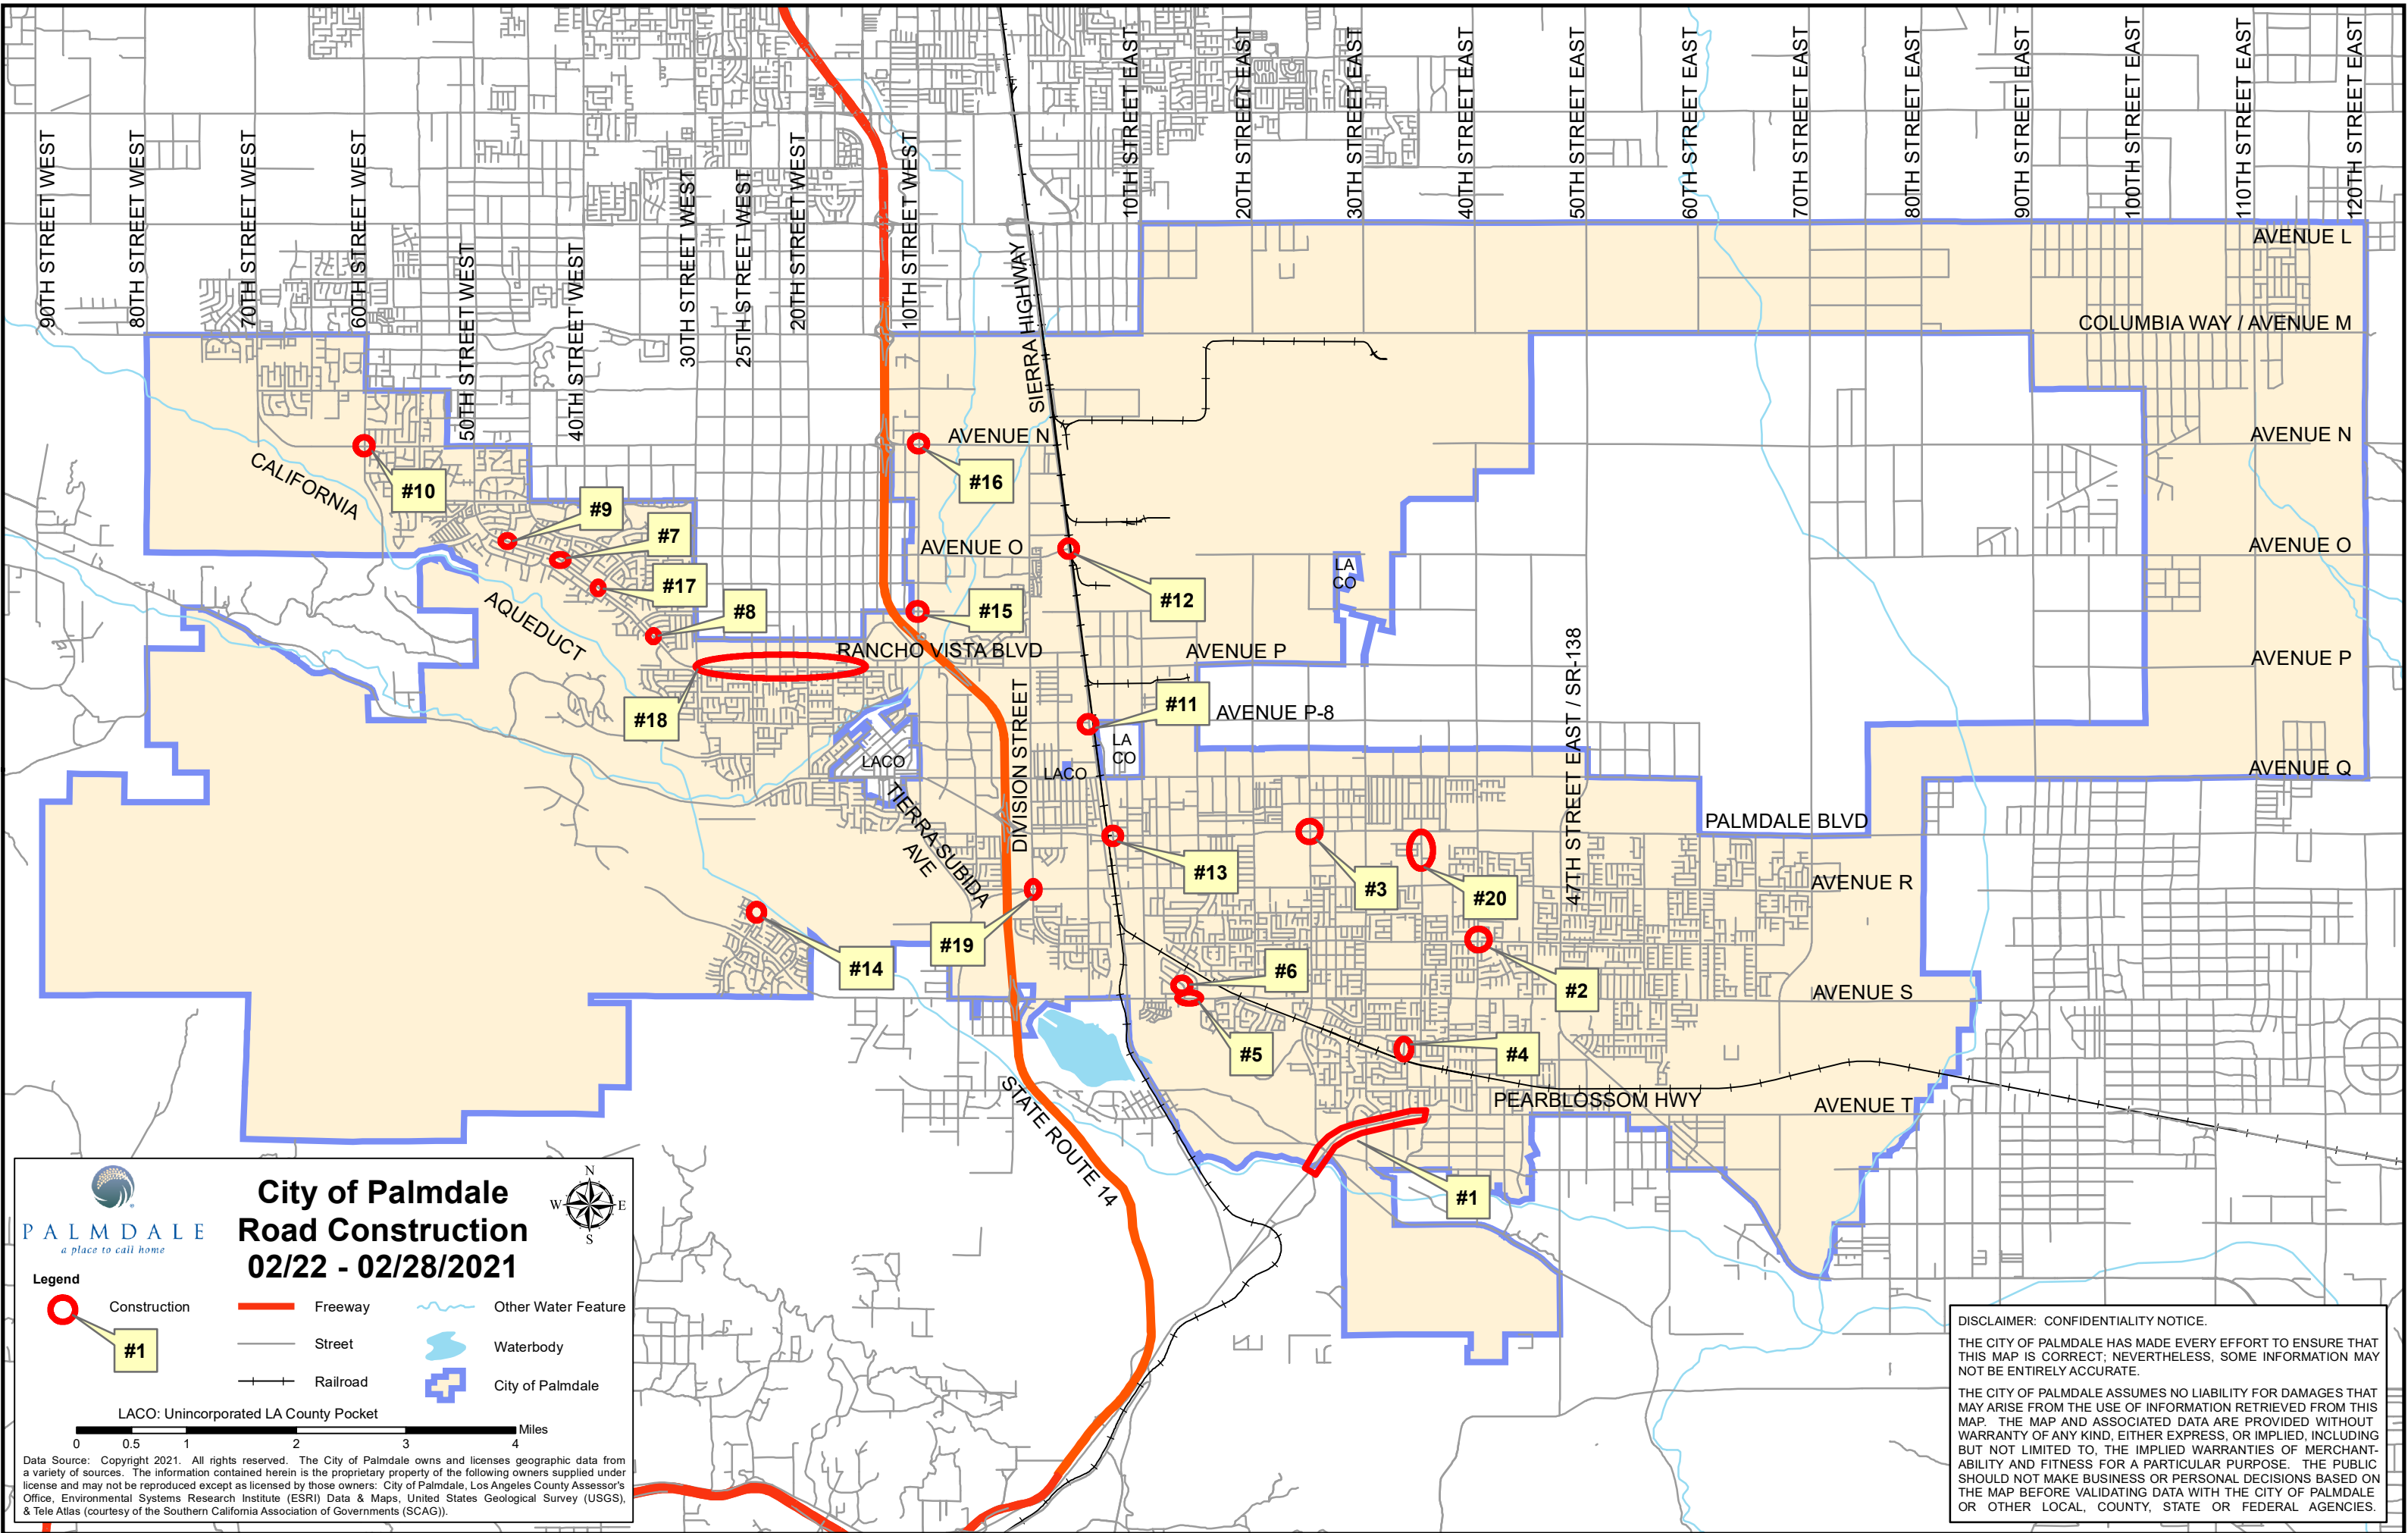 90TH STREET WEST
80TH STREET WEST
70TH STREET WEST
60TH STREET WEST
50TH STREET WEST
40TH STREET WEST
30TH STREET WEST
25TH STREET WEST
20TH STREET WEST
10TH STREET WEST
SIERRA HIGHWAY
10TH STREET EAST
20TH STREET EAST
30TH STREET EAST
40TH STREET EAST
50TH STREET EAST
60TH STREET EAST
70TH STREET EAST
80TH STREET EAST
90TH STREET EAST
100TH STREET EAST
110TH STREET EAST
120TH STREET EAST
AVENUE L
COLUMBIA WAY / AVENUE M
AVENUE N
AVENUE N
CALIFORNIA
#10
#16
#9
#7
AVENUE O
AVENUE O
LA
CO
#17
#12
#8
#15
AQUEDUCT
RANCHO VISTA BLVD
AVENUE P
AVENUE P
#18
#11
AVENUE P-8
LA
CO
LACO
LACO
AVENUE Q
DIVISION STREET
47TH STREET EAST / SR-138
TIERRA SUBIDA
AVE
PALMDALE BLVD
#13
#3
#20
AVENUE R
#19
#14
#6
#2
AVENUE S
#5
#4
STATE ROUTE 14
PEARBLOSSOM HWY
AVENUE T
#1
PALMDALE
a place to call home
City of Palmdale
Road Construction
02/22 - 02/28/2021
N
W
E
S
Legend
Construction
#1
Freeway
Street
Railroad
Other Water Feature
Waterbody
City of Palmdale
LACO: Unincorporated LA County Pocket
Miles
0 0.5 1 2 3 4
Data Source: Copyright 2021. All rights reserved. The City of Palmdale owns and licenses geographic data from
a variety of sources. The information contained herein is the proprietary property of the following owners supplied under
license and may not be reproduced except as licensed by those owners: City of Palmdale, Los Angeles County Assessor's
Office, Environmental Systems Research Institute (ESRI) Data & Maps, United States Geological Survey (USGS),
& Tele Atlas (courtesy of the Southern California Association of Governments (SCAG)).
DISCLAIMER: CONFIDENTIALITY NOTICE.
THE CITY OF PALMDALE HAS MADE EVERY EFFORT TO ENSURE THAT
THIS MAP IS CORRECT; NEVERTHELESS, SOME INFORMATION MAY
NOT BE ENTIRELY ACCURATE.
THE CITY OF PALMDALE ASSUMES NO LIABILITY FOR DAMAGES THAT
MAY ARISE FROM THE USE OF INFORMATION RETRIEVED FROM THIS
MAP. THE MAP AND ASSOCIATED DATA ARE PROVIDED WITHOUT
WARRANTY OF ANY KIND, EITHER EXPRESS, OR IMPLIED, INCLUDING
BUT NOT LIMITED TO, THE IMPLIED WARRANTIES OF MERCHANT-
ABILITY AND FITNESS FOR A PARTICULAR PURPOSE. THE PUBLIC
SHOULD NOT MAKE BUSINESS OR PERSONAL DECISIONS BASED ON
THE MAP BEFORE VALIDATING DATA WITH THE CITY OF PALMDALE
OR OTHER LOCAL, COUNTY, STATE OR FEDERAL AGENCIES.